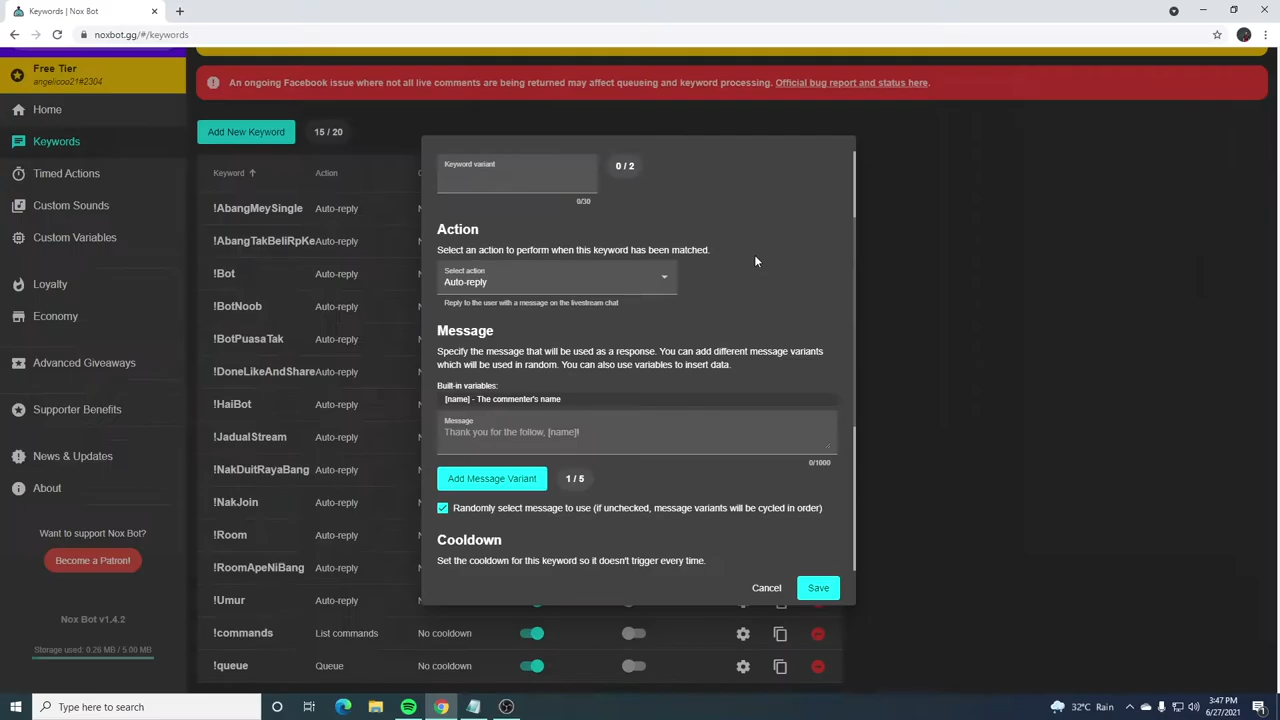 Keywords | Nox Bot
noxbot.gg/#/keywords
Free Tier
angelicoo21#2304
Home
Keywords
Timed Actions
Custom Sounds
Custom Variables
Loyalty
Economy
Advanced Giveaways
Supporter Benefits
News & Updates
About
Want to support Nox Bot?
Become a Patron!
Nox Bot v1.4.2
Storage used: 0.26 MB / 5.00 MB
An ongoing Facebook issue where not all live comments are being returned may affect queueing and keyword processing. Official bug report and status here.
Add New Keyword 15 / 20
Keyword Action
!AbangMeySingle Auto-reply
!AbangTakBeliRpKe Auto-reply
!Bot Auto-reply
!BotNoob Auto-reply
!BotPuasaTak Auto-reply
!DoneLikeAndShare Auto-reply
!HaiBot Auto-reply
!JadualStream Auto-reply
!NakDuitRayaBang Auto-reply
!NakJoin Auto-reply
!Room Auto-reply
!RoomApeNiBang Auto-reply
!Umur Auto-reply
!commands List commands No cooldown
!queue Queue No cooldown
Keyword variant
0 / 2
0/30
Action
Select an action to perform when this keyword has been matched.
Select action
Auto-reply
Reply to the user with a message on the livestream chat
Message
Specify the message that will be used as a response. You can add different message variants
which will be used in random. You can also use variables to insert data.
Built-in variables:
[name] - The commenter's name
Message
Thank you for the follow, [name]!
0/1000
Add Message Variant 1 / 5
Randomly select message to use (if unchecked, message variants will be cycled in order)
Cooldown
Set the cooldown for this keyword so it doesn't trigger every time.
Cancel Save
Type here to search
32°C Rain
3:47 PM
6/27/2021